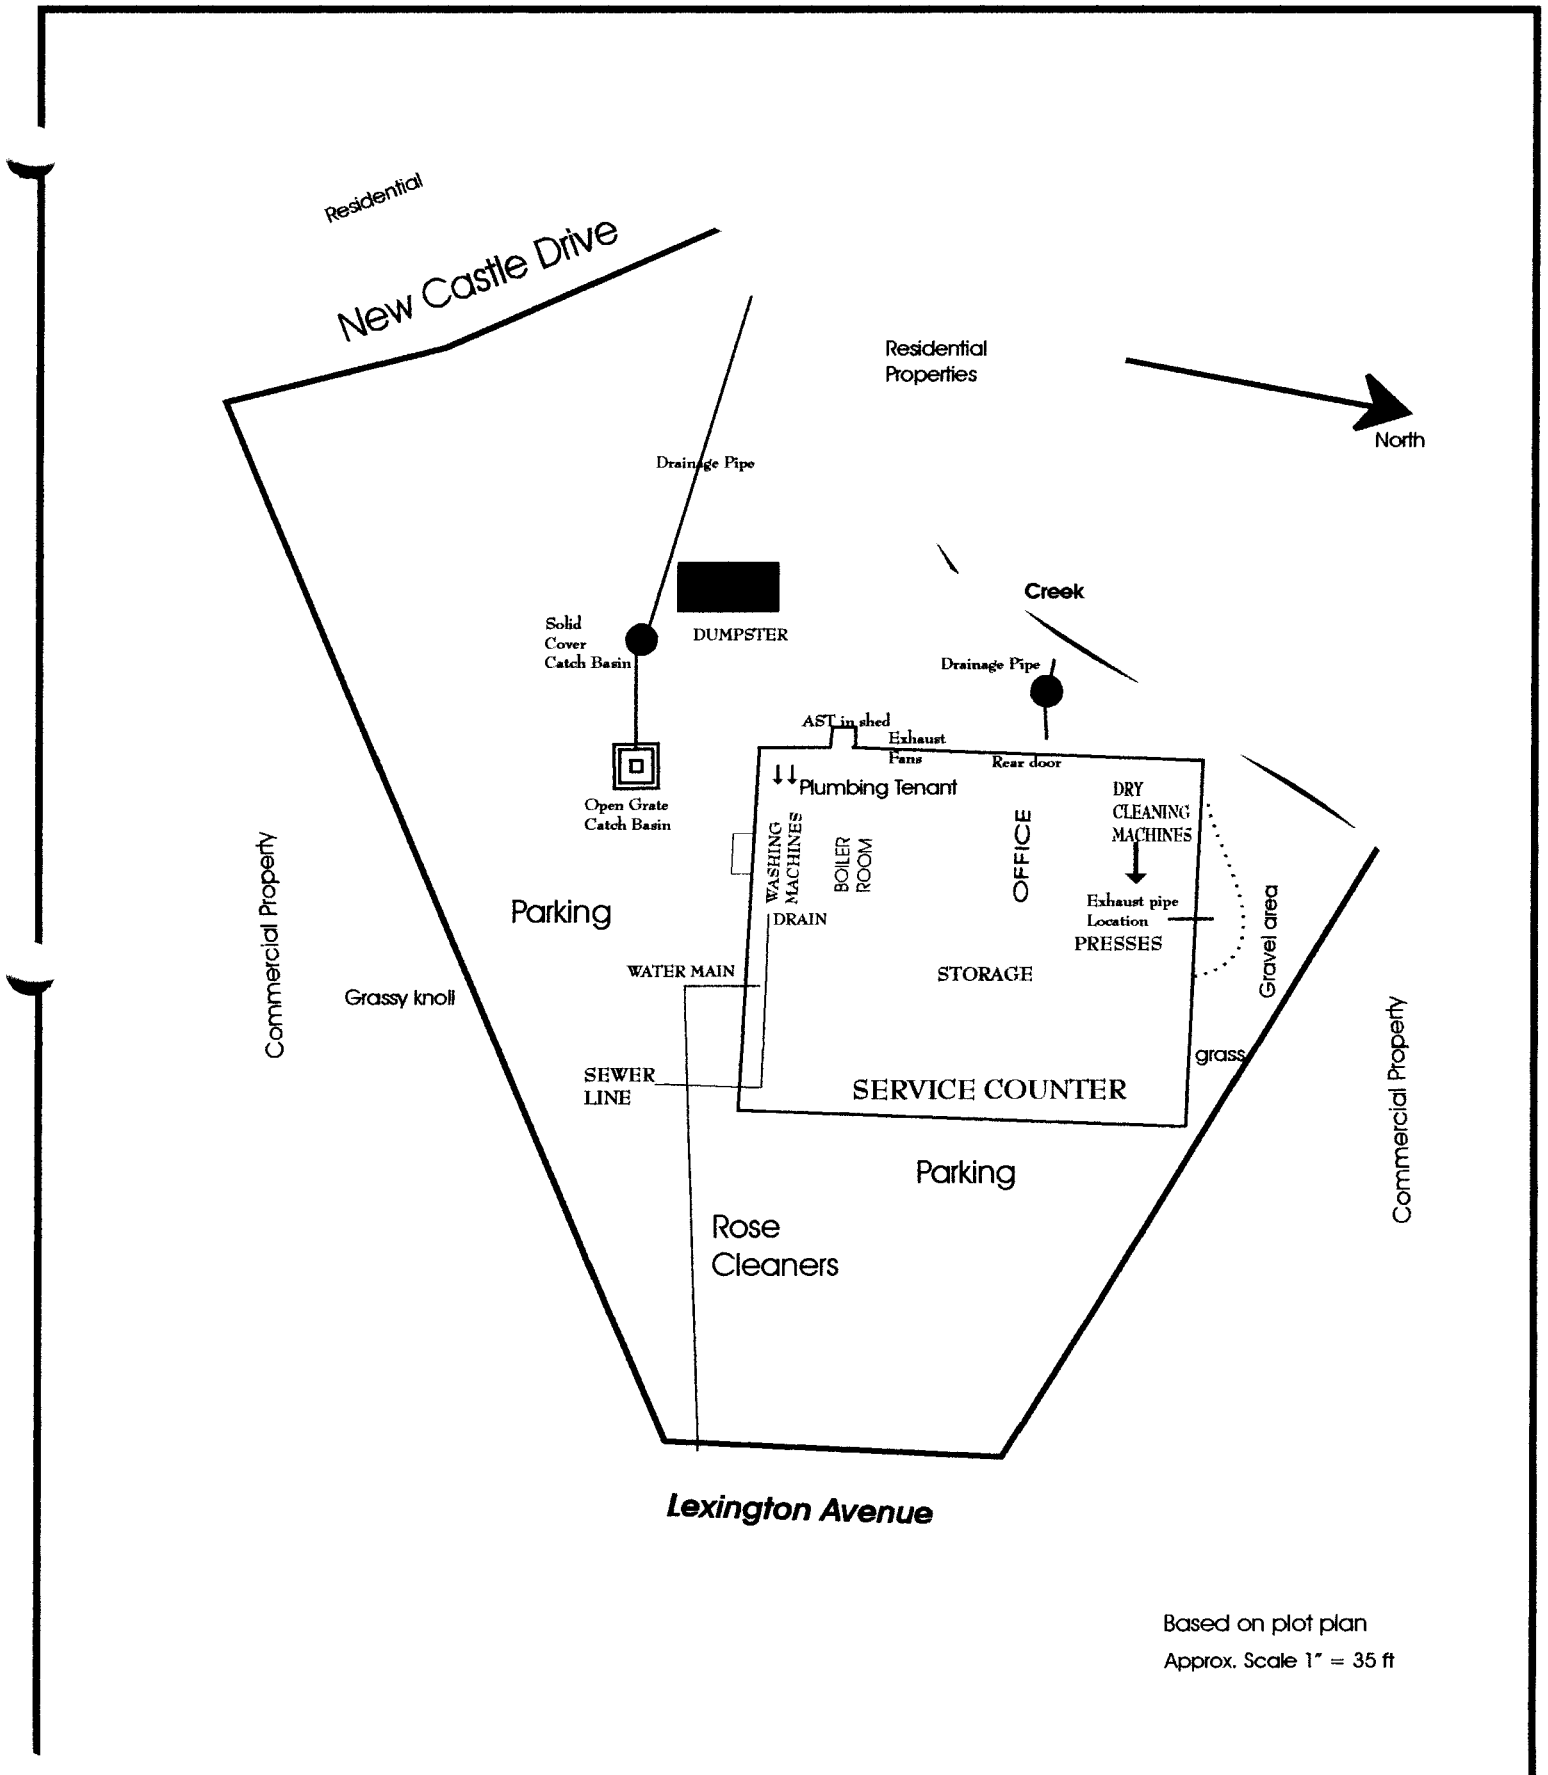 Residential
New Castle Drive
Residential
Properties
North
Drainage Pipe
Creek
Solid
Cover
Catch Basin
DUMPSTER
Drainage Pipe
AST in shed
Exhaust
Fans
Rear door
Plumbing Tenant
DRY
CLEANING
MACHINES
Open Grate
Catch Basin
WASHING
MACHINES
BOILER
ROOM
OFFICE
Commercial Property
Parking
DRAIN
Exhaust pipe
Location
PRESSES
Gravel area
WATER MAIN
STORAGE
Grassy knoll
Commercial Property
grass
SEWER
LINE
SERVICE COUNTER
Parking
Rose
Cleaners
Lexington Avenue
Based on plot plan
Approx. Scale 1" = 35 ft